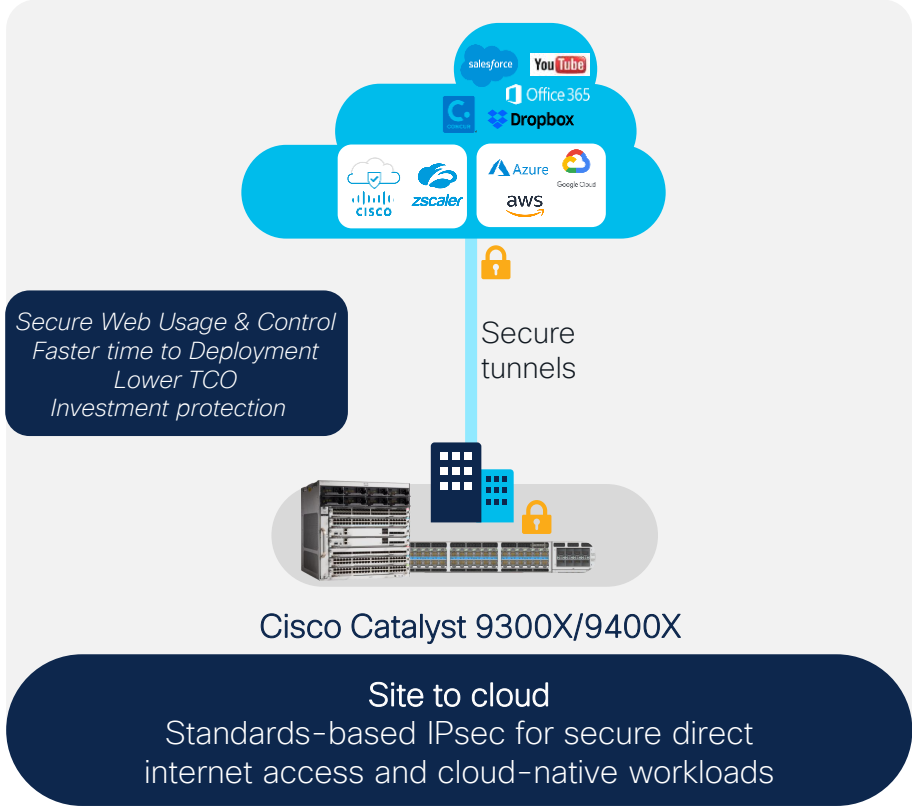 salesforce
YouTube
Office 365
C.
CONCUR
Dropbox
CISCO
zscaler
Azure
Google Cloud
aws
Secure Web Usage & Control
Faster time to Deployment
Lower TCO
Investment protection
Secure
tunnels
Cisco Catalyst 9300X/9400X
Site to cloud
Standards-based IPsec for secure direct
internet access and cloud-native workloads